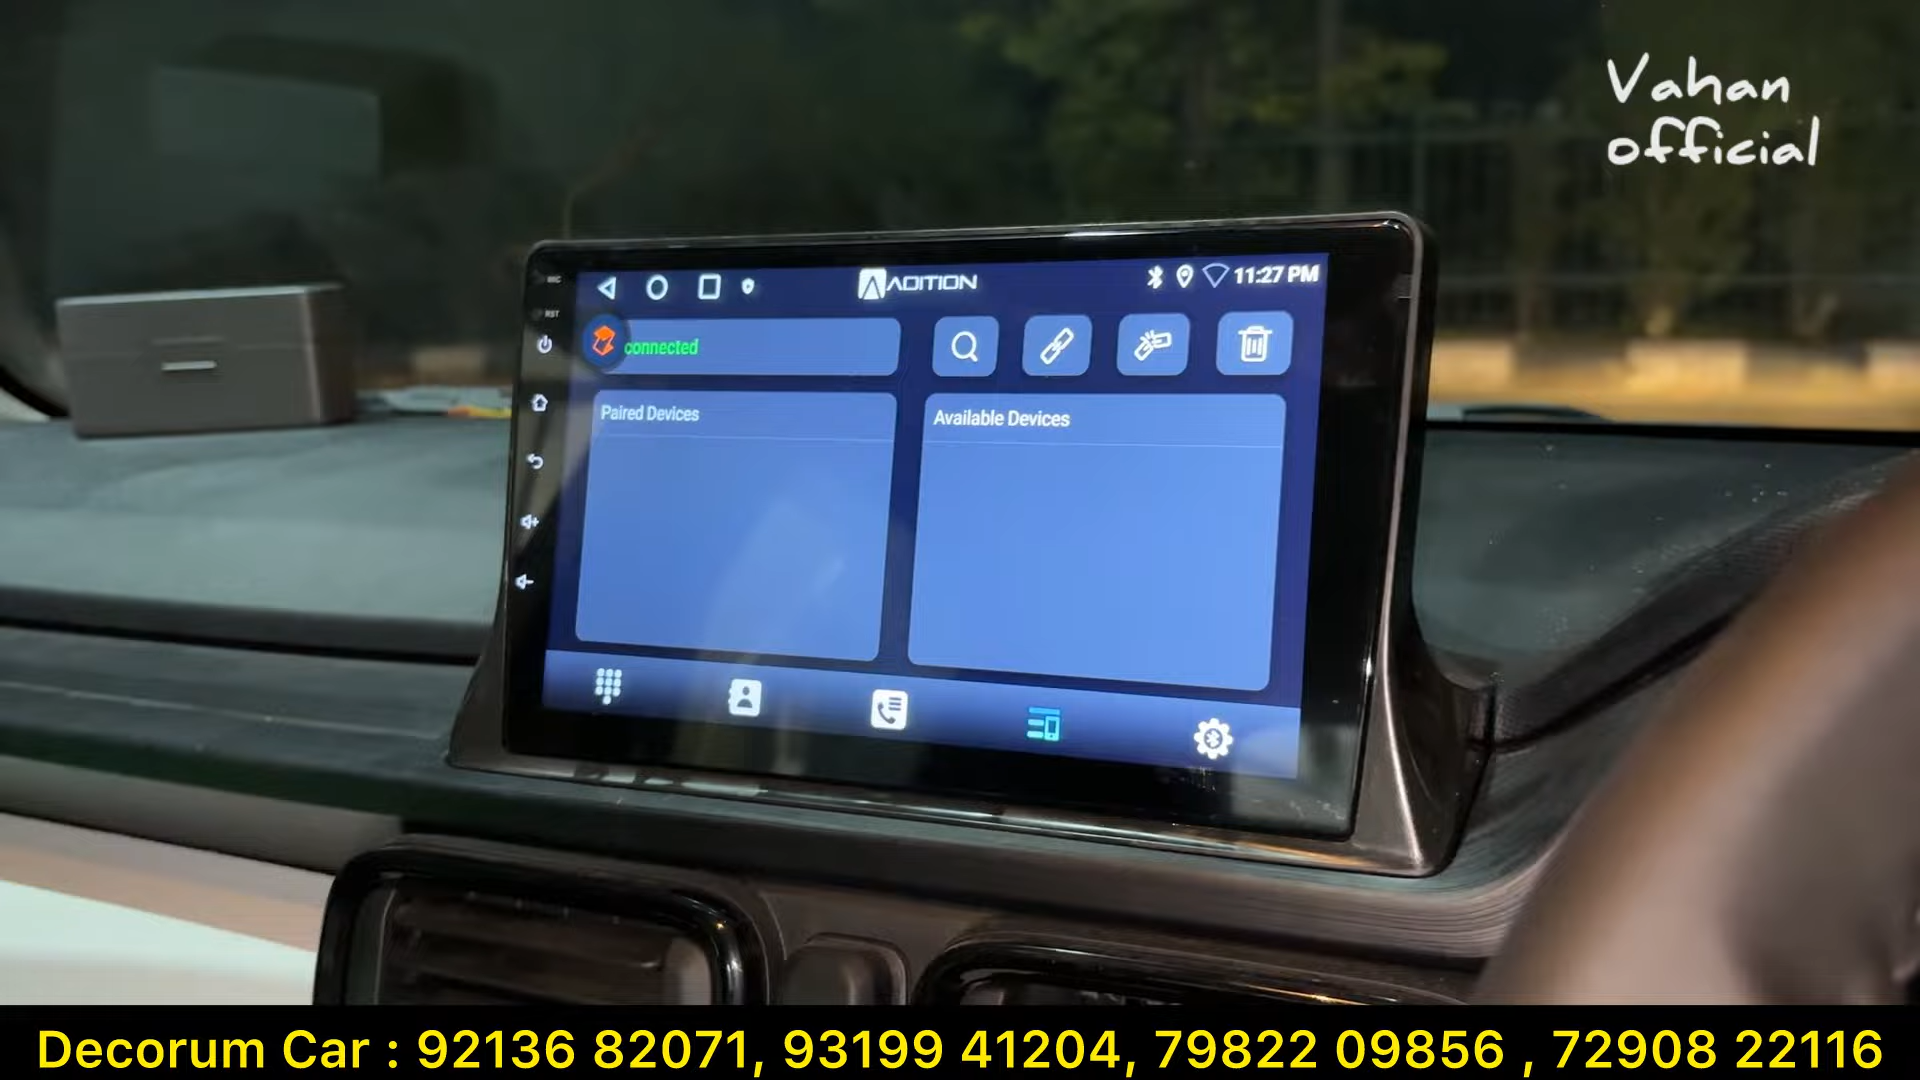 Vahan
official
RST
ADITION
11:27 PM
connected
Paired Devices
Available Devices
Decorum Car : 92136 82071, 93199 41204, 79822 09856 , 72908 22116